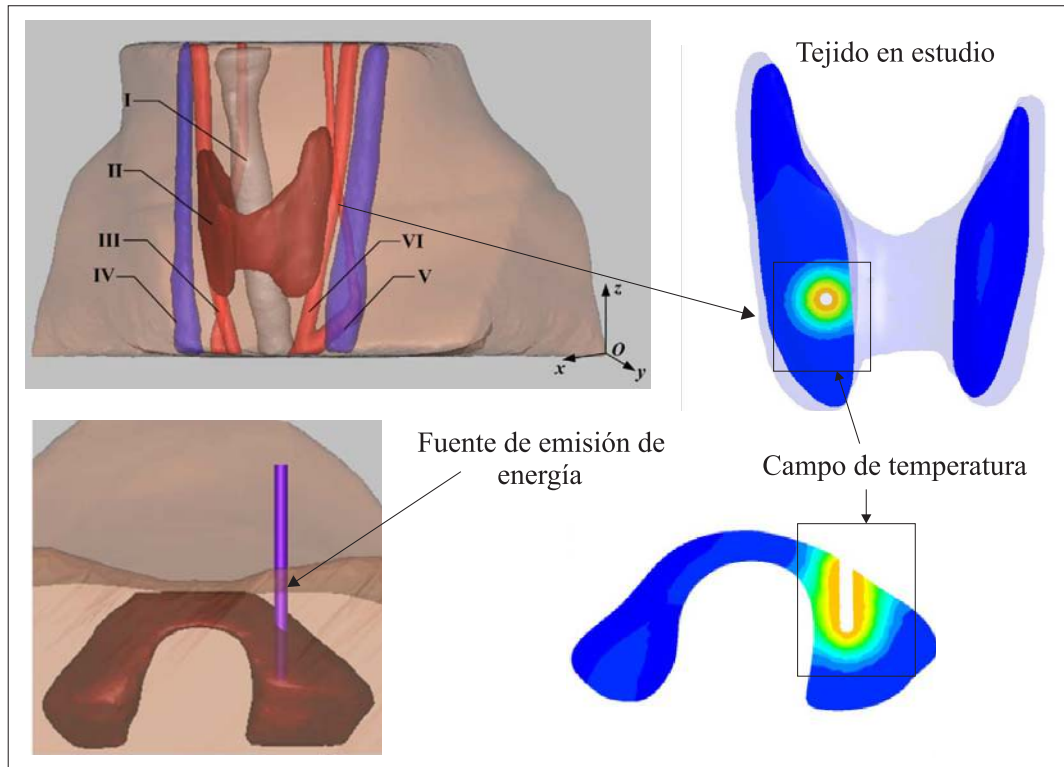 I
II
III
IV
VI
V
z
O
x
y
Tejido en estudio
Fuente de emisión de
energía
Campo de temperatura